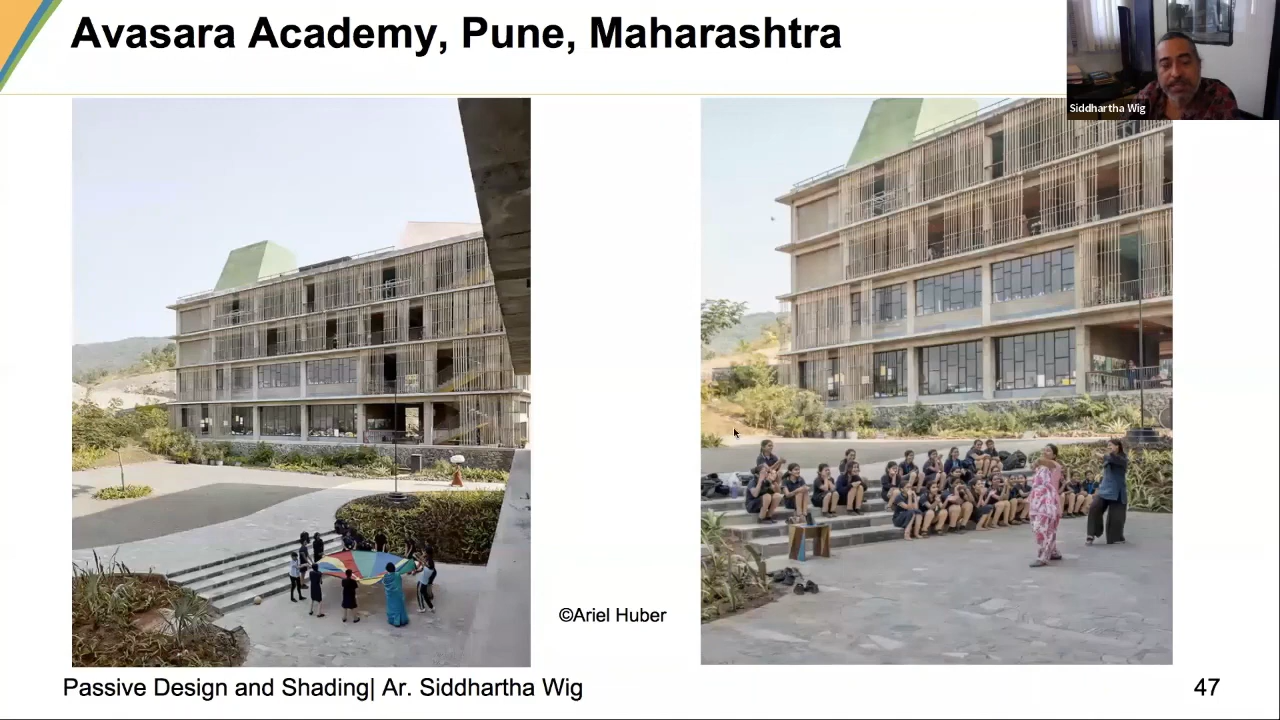 Avasara Academy, Pune, Maharashtra
Siddhartha Wig
©Ariel Huber
Passive Design and Shading| Ar. Siddhartha Wig
47